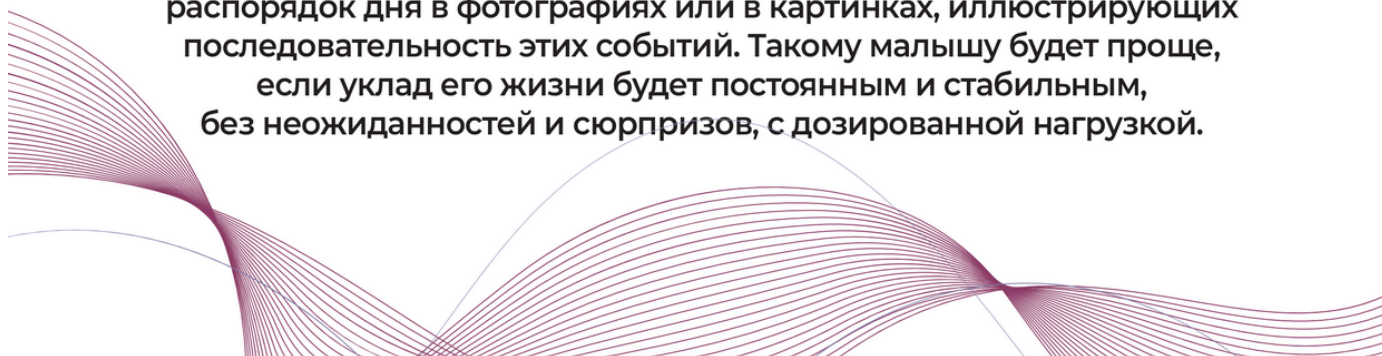 распорядок дня в фотографиях или в картинках, иллюстрирующих
последовательность этих событий. Такому малышу будет проще,
если уклад его жизни будет постоянным и стабильным,
без неожиданностей и сюрпризов, с дозированной нагрузкой.